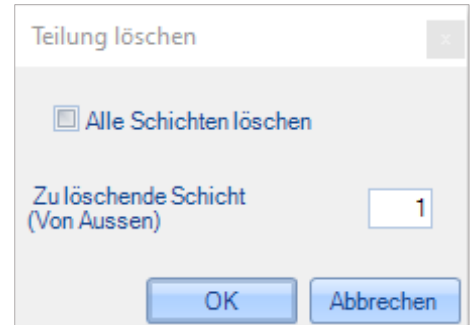 Teilung löschen
x
Alle Schichten löschen
Zu löschende Schicht
(Von Aussen)
1
OK
Abbrechen